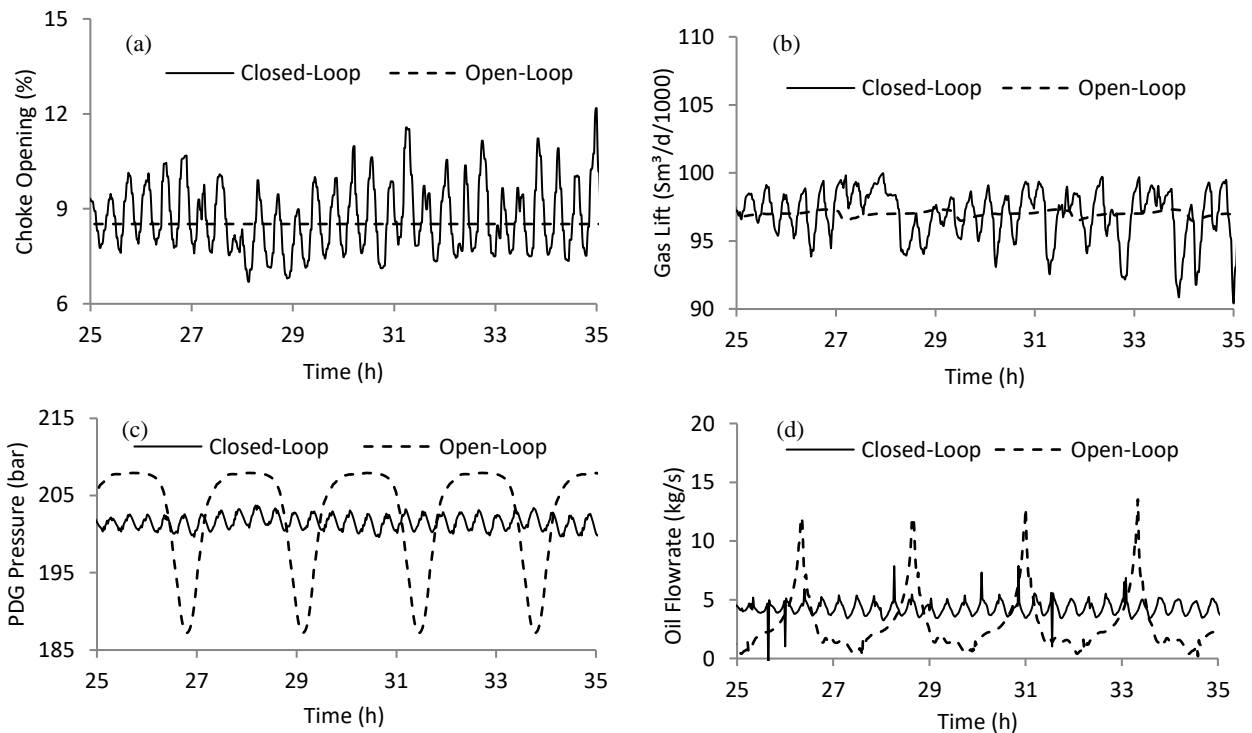 (a)
Closed-Loop Open-Loop
Choke Opening (%)
15
12
9
6
25 27 29 31 33 35
Time (h)
(b)
Closed-Loop Open-Loop
Gas Lift (Sm³/d/1000)
110
105
100
95
90
25 27 29 31 33 35
Time (h)
(c)
Closed-Loop Open-Loop
PDG Pressure (bar)
215
205
195
185
25 27 29 31 33 35
Time (h)
(d)
Closed-Loop Open-Loop
Oil Flowrate (kg/s)
20
15
10
5
0
25 27 29 31 33 35
Time (h)